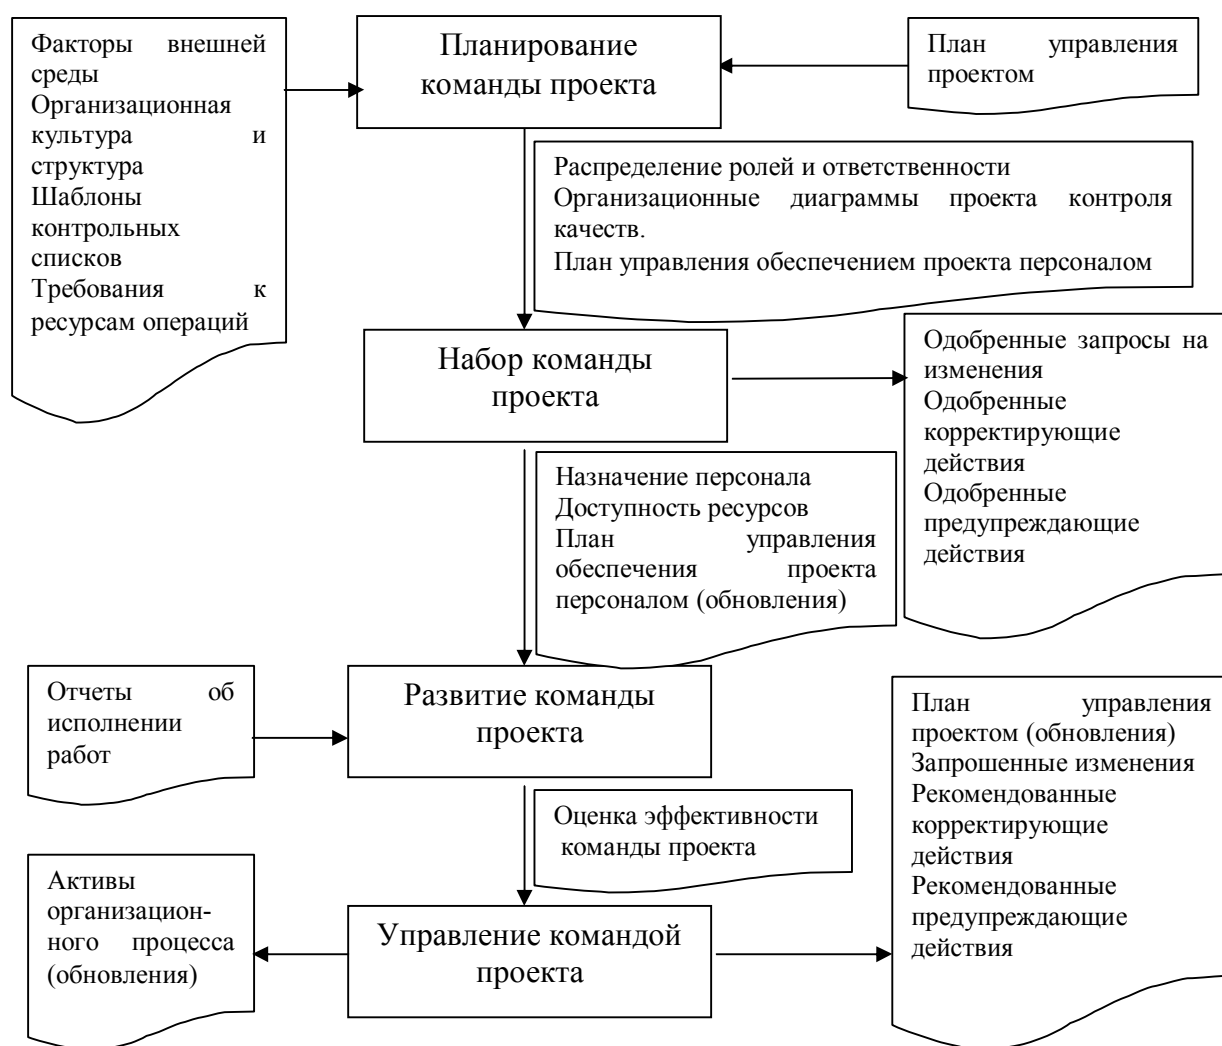 Факторы внешней
среды
Организационная
культура и
структура
Шаблоны
контрольных
списков
Требования к
ресурсам операций
Планирование
команды проекта
План управления
проектом
Распределение ролей и ответственности
Организационные диаграммы проекта контроля
качеств.
План управления обеспечением проекта персоналом
Набор команды
проекта
Одобренные запросы на
изменения
Одобренные
корректирующие
действия
Одобренные
предупреждающие
действия
Назначение персонала
Доступность ресурсов
План управления
обеспечения проекта
персоналом (обновления)
Отчеты об
исполнении
работ
Развитие команды
проекта
План управления
проектом (обновления)
Запрошенные изменения
Рекомендованные
корректирующие
действия
Рекомендованные
предупреждающие
действия
Оценка эффективности
команды проекта
Активы
организацион-
ного процесса
(обновления)
Управление командой
проекта